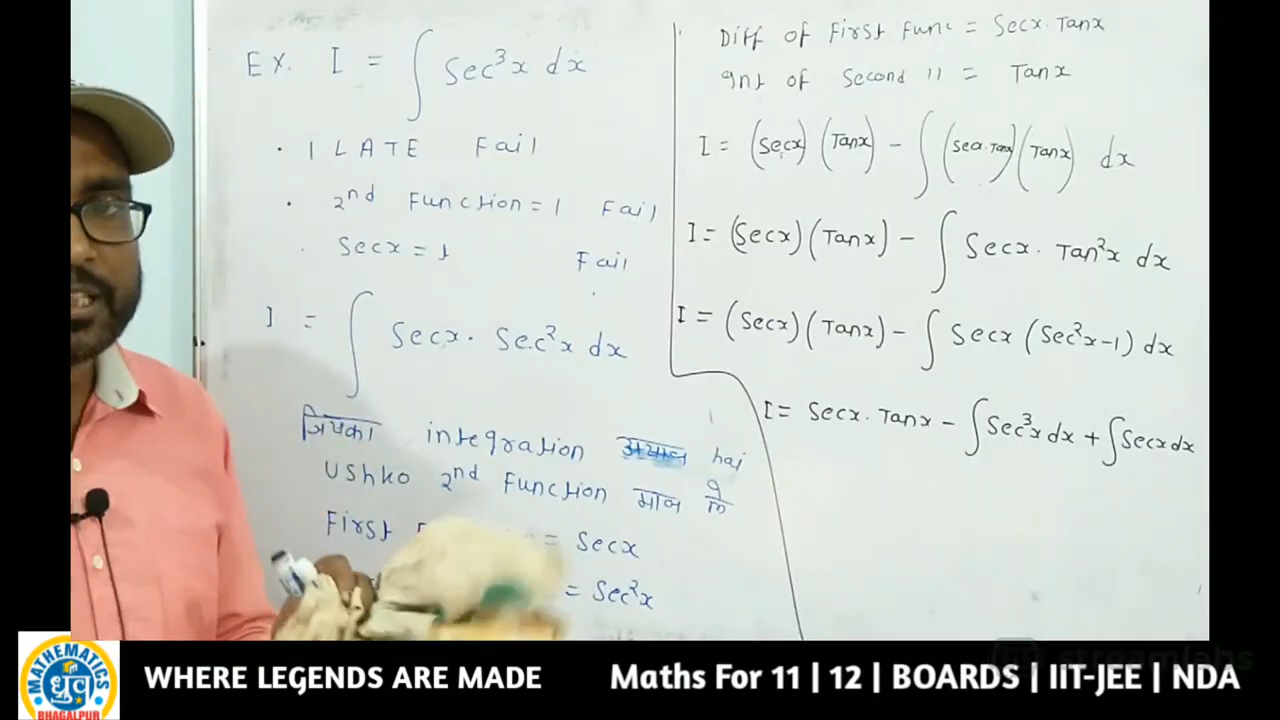 EX. I = ∫ Sec³x dx
· I L A T E Fail
· 2nd Function = 1 Fail
· Secx = t Fail
I = ∫ Secx · Sec²x dx
integration hai
Ushko 2nd Function मान
First = Secx
= Sec²x
Diff of First Func = Secx · Tanx
Int of Second 11 = Tanx
I = (Secx) (Tanx) - ∫ (Secx · Tanx) (Tanx) dx
I = (Secx) (Tanx) - ∫ Secx · Tan²x dx
I = (Secx) (Tanx) - ∫ Secx (Sec²x-1) dx
I = Secx · Tanx - ∫ Sec³x dx + ∫ Secx dx
MATHEMATICS
ध्रुव
BHAGALPUR
WHERE LEGENDS ARE MADE
Maths For 11 | 12 | BOARDS | IIT-JEE | NDA